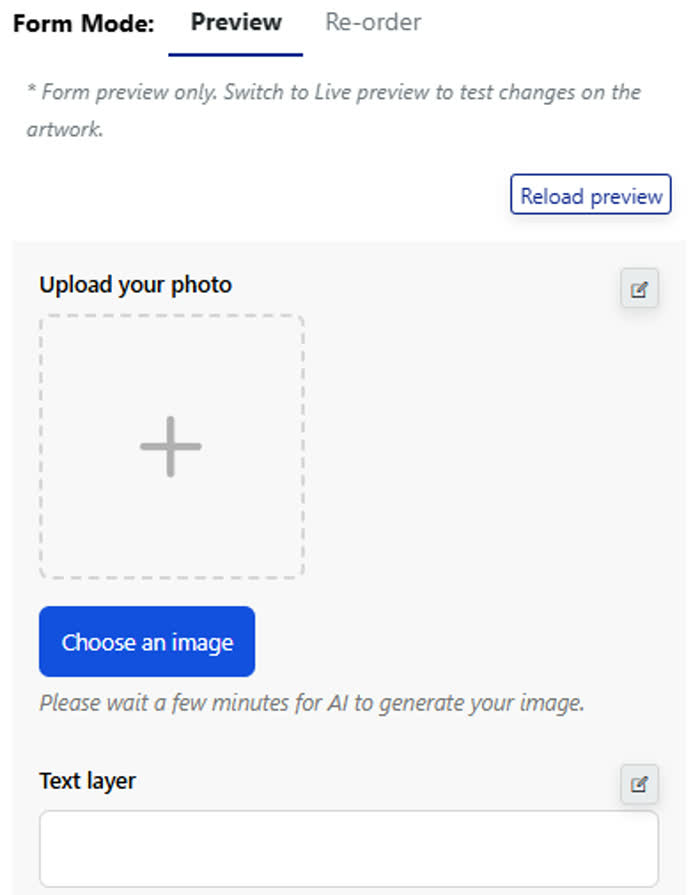 Form Mode: Preview Re-order
* Form preview only. Switch to Live preview to test changes on the
artwork.
Reload preview
Upload your photo
Choose an image
Please wait a few minutes for AI to generate your image.
Text layer